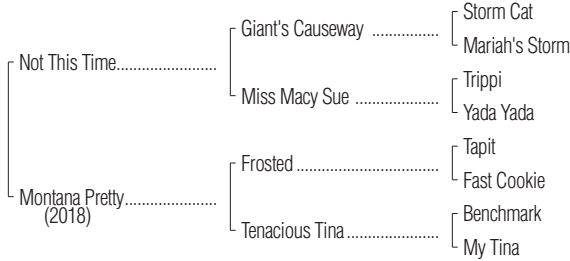 Storm Cat
Giant's Causeway ................
Mariah's Storm
Not This Time........................
Trippi
Miss Macy Sue ....................
Yada Yada
Tapit
Frosted ..................................
Fast Cookie
Montana Pretty......................
(2018)
Benchmark
Tenacious Tina ......................
My Tina